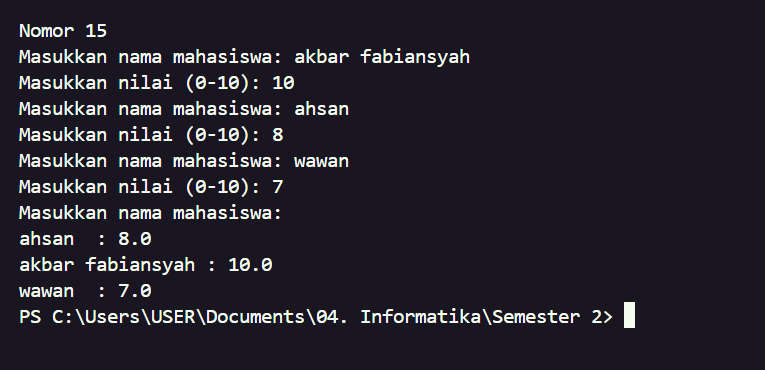 Nomor 15
Masukkan nama mahasiswa: akbar fabiansyah
Masukkan nilai (0-10): 10
Masukkan nama mahasiswa: ahsan
Masukkan nilai (0-10): 8
Masukkan nama mahasiswa: wawan
Masukkan nilai (0-10): 7
Masukkan nama mahasiswa:
ahsan  : 8.0
akbar fabiansyah : 10.0
wawan  : 7.0
PS C:\Users\USER\Documents\04. Informatika\Semester 2>